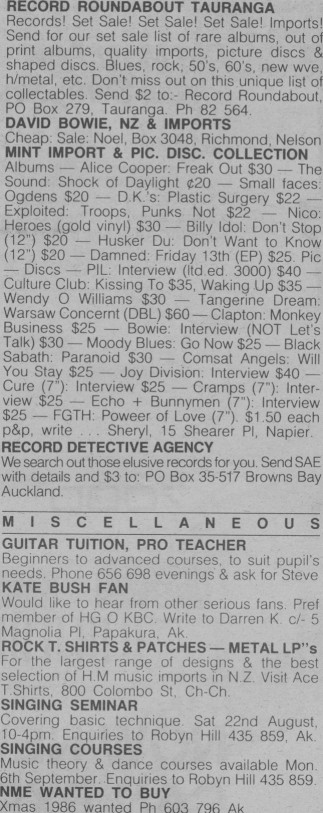 RECORD ROUNDABOUT TAURANGA
Records! Set Sale! Set Sale! Set Sale! Imports!
Send for our set sale list of rare albums, out of
print albums, quality imports, picture discs &
shaped discs. Blues, rock, 50's, 60's, new wve,
h/metal, etc. Don't miss out on this unique list of
collectables. Send $2 to:- Record Roundabout,
PO Box 279, Tauranga. Ph 82 564.
DAVID BOWIE, NZ & IMPORTS
Cheap: Sale: Noel, Box 3048, Richmond, Nelson
MINT IMPORT & PIC. DISC. COLLECTION
Albums — Alice Cooper: Freak Out $30 — The
Sound: Shock of Daylight ¢20 — Small faces:
Ogdens $20 — D.K.'s: Plastic Surgery $22 —
Exploited: Troops, Punks Not $22 — Nico:
Heroes (gold vinyl) $30 — Billy Idol: Don't Stop
(12") $20 — Husker Du: Don't Want to Know
(12") $20 — Damned: Friday 13th (EP) $25. Pic
— Discs — PIL: Interview (ltd ed. 3000) $40 —
Culture Club: Kissing To $35, Waking Up $35 —
Wendy O Williams $30 — Tangerine Dream:
Warsaw Concernt (DBL) $60 — Clapton: Monkey
Business $25 — Bowie: Interview (NOT Let's
Talk) $30 — Moody Blues: Go Now $25 — Black
Sabath: Paranoid $30 — Comsat Angels: Will
You Stay $25 — Joy Division: Interview $40 —
Cure (7"): Interview $25 — Cramps (7"): Inter-
view $25 — Echo + Bunnymen (7"): Interview
$25 — FGTH: Poweer of Love (7"). $1.50 each
p&p, write . . . Sheryl, 15 Shearer Pl, Napier.
RECORD DETECTIVE AGENCY
We search out those elusive records for you. Send SAE
with details and $3 to: PO Box 35-517 Browns Bay
Auckland.
MISCELLANEOUS
GUITAR TUITION, PRO TEACHER
Beginners to advanced courses, to suit pupil's
needs. Phone 656 698 evenings & ask for Steve
KATE BUSH FAN
Would like to hear from other serious fans. Pref
member of HG O KBC. Write to Darren K. c/- 5
Magnolia Pl, Papakura, Ak.
ROCK T. SHIRTS & PATCHES — METAL LP"s
For the largest range of designs & the best
selection of H.M music imports in N.Z. Visit Ace
T.Shirts, 800 Colombo St, Ch-Ch.
SINGING SEMINAR
Covering basic technique. Sat 22nd August,
10-4pm. Enquiries to Robyn Hill 435 859, Ak.
SINGING COURSES
Music theory & dance courses available Mon.
6th September. Enquiries to Robyn Hill 435 859.
NME WANTED TO BUY
Xmas 1986 wanted Ph 603 796 Ak